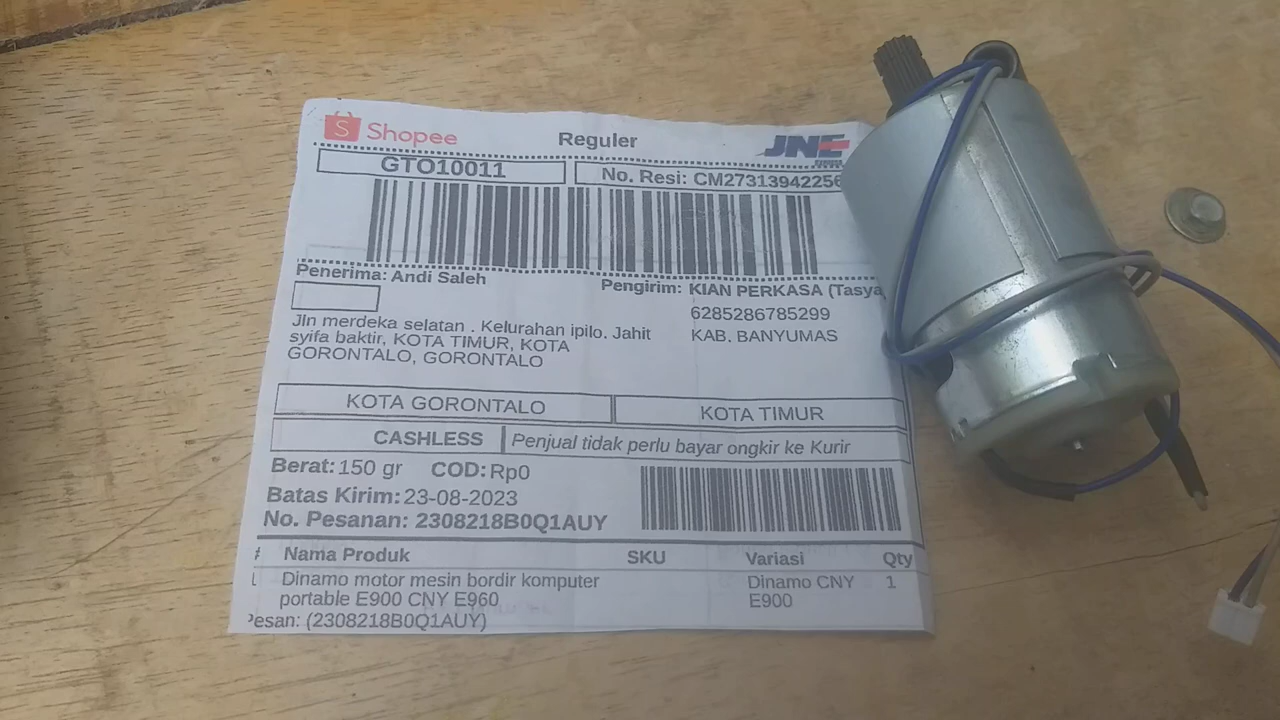 Shopee Reguler JNE
GTO10011 No. Resi: CM27313942256
Penerima: Andi Saleh
Pengirim: KIAN PERKASA (Tasya
6285286785299
KAB. BANYUMAS
Jln merdeka selatan . Kelurahan ipilo. Jahit
syifa baktir, KOTA TIMUR, KOTA
GORONTALO, GORONTALO
KOTA GORONTALO KOTA TIMUR
CASHLESS Penjual tidak perlu bayar ongkir ke Kurir
Berat: 150 gr COD: Rp0
Batas Kirim: 23-08-2023
No. Pesanan: 2308218B0Q1AUY
# Nama Produk SKU Variasi Qty
Dinamo motor mesin bordir komputer
portable E900 CNY E960
Dinamo CNY 1
E900
Pesan: (2308218B0Q1AUY)